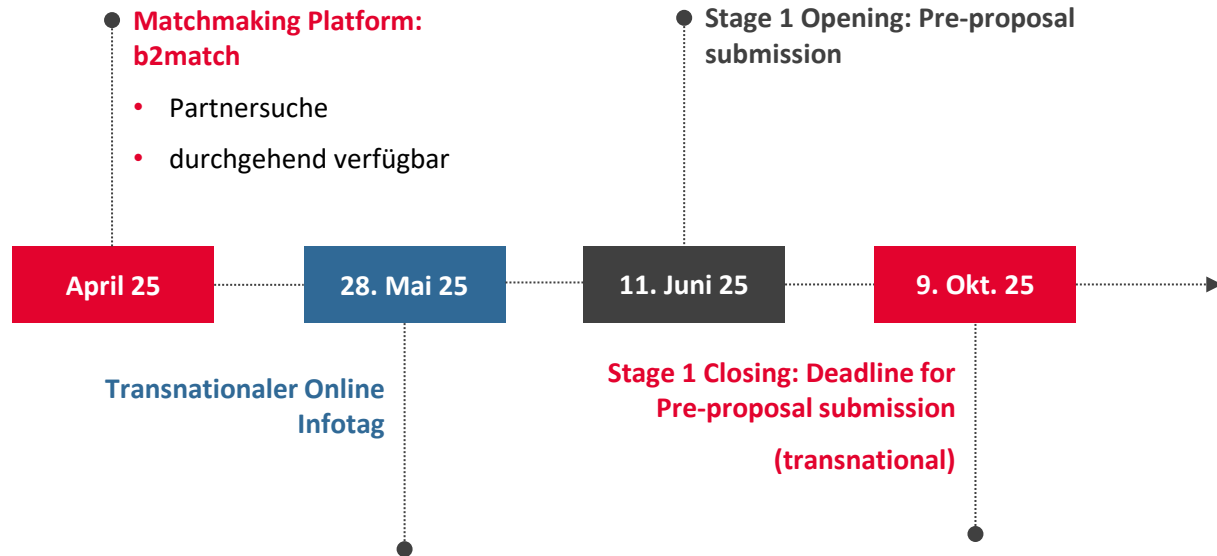 Matchmaking Platform:
b2match
• Partnersuche
• durchgehend verfügbar
Stage 1 Opening: Pre-proposal
submission
April 25
28. Mai 25
11. Juni 25
9. Okt. 25
Transnationaler Online
Infotag
Stage 1 Closing: Deadline for
Pre-proposal submission
(transnational)